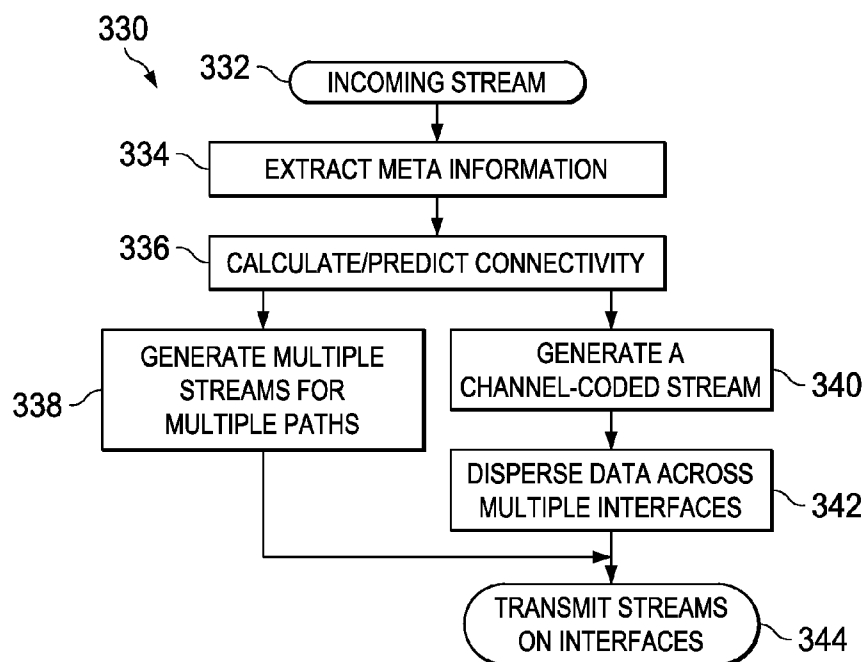 330
332
INCOMING STREAM
334
EXTRACT META INFORMATION
336
CALCULATE/PREDICT CONNECTIVITY
338
GENERATE MULTIPLE
STREAMS FOR
MULTIPLE PATHS
GENERATE A
CHANNEL-CODED STREAM
340
DISPERSE DATA ACROSS
MULTIPLE INTERFACES
342
TRANSMIT STREAMS
ON INTERFACES
344